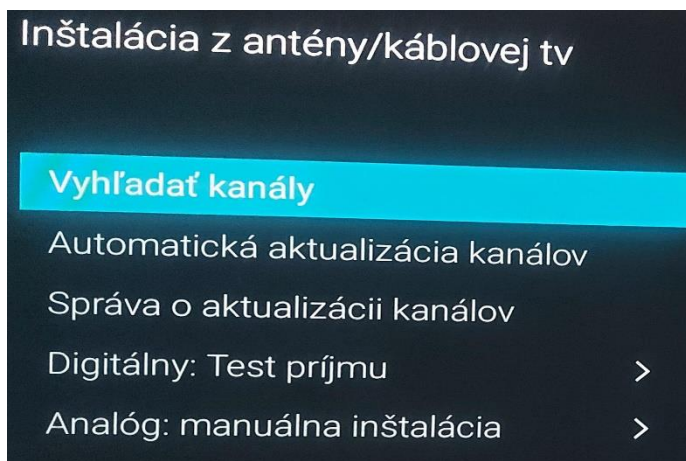 Inštalácia z antény/káblovej tv
Vyhľadať kanály
Automatická aktualizácia kanálov
Správa o aktualizácii kanálov
Digitálny: Test príjmu >
Analóg: manuálna inštalácia >